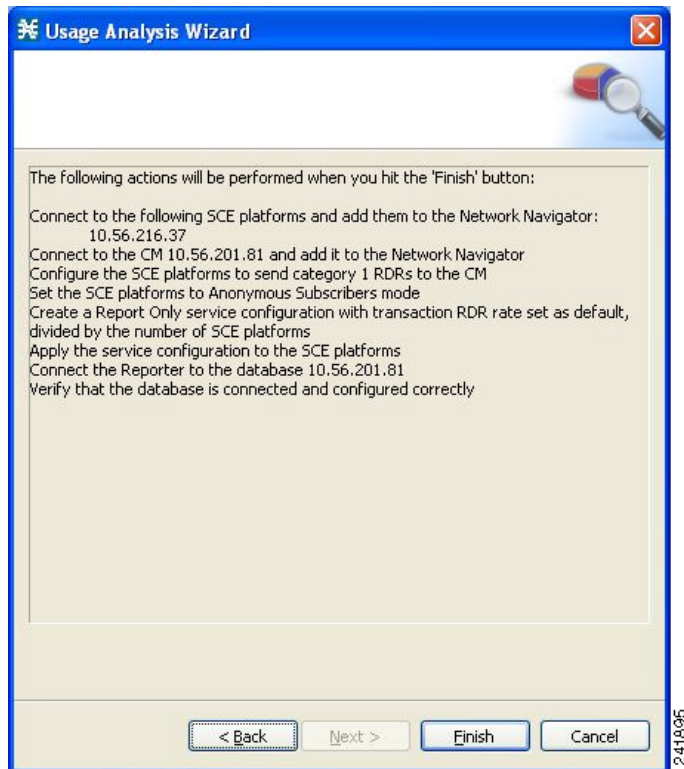 Usage Analysis Wizard
The following actions will be performed when you hit the 'Finish' button:
Connect to the following SCE platforms and add them to the Network Navigator:
10.56.216.37
Connect to the CM 10.56.201.81 and add it to the Network Navigator
Configure the SCE platforms to send category 1 RDRs to the CM
Set the SCE platforms to Anonymous Subscribers mode
Create a Report Only service configuration with transaction RDR rate set as default,
divided by the number of SCE platforms
Apply the service configuration to the SCE platforms
Connect the Reporter to the database 10.56.201.81
Verify that the database is connected and configured correctly
< Back
Next >
Finish
Cancel
241895